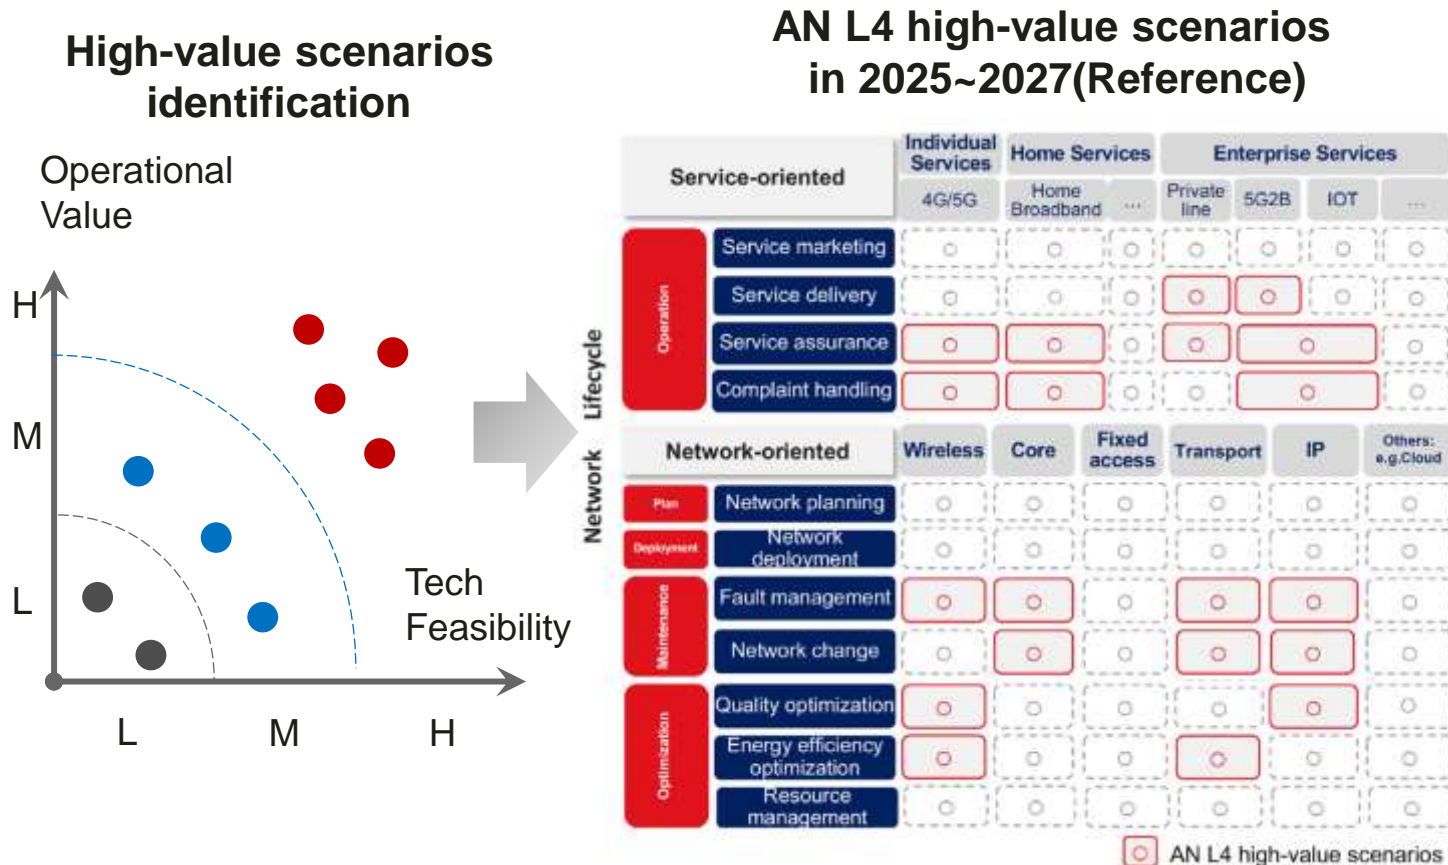 High-value scenarios
identification
Operational
Value
H
M
L
L
M
H
Tech
Feasibility
AN L4 high-value scenarios
in 2025~2027(Reference)
Service-oriented
Individual
Services
Home Services
Enterprise Services
4G/5G
Home
Broadband
...
Private
line
5G2B
IOT
...
Network Lifecycle
Operation
Service marketing
Service delivery
Service assurance
Complaint handling
Network-oriented
Wireless
Core
Fixed
access
Transport
IP
Others:
e.g.Cloud
Plan
Network planning
Deployment
Network
deployment
Maintenance
Fault management
Network change
Optimization
Quality optimization
Energy efficiency
optimization
Resource
management
AN L4 high-value scenarios